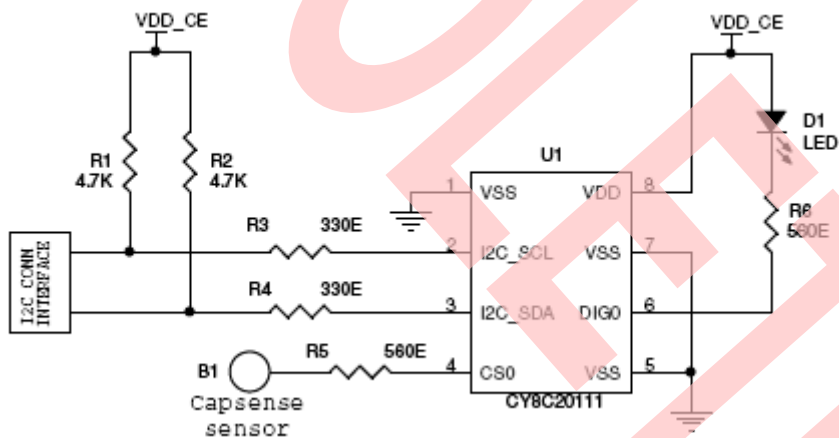 VDD_CE
VDD_CE
R1
4.7K
R2
4.7K
D1
LED
U1
1
VSS
VDD
8
R6
560E
R3
330E
2
I2C_SCL
VSS
7
I2C CONN
INTERFACE
R4
330E
3
I2C_SDA
DIG0
6
B1
R5
560E
4
CS0
VSS
5
CY8C20111
Capsense
sensor